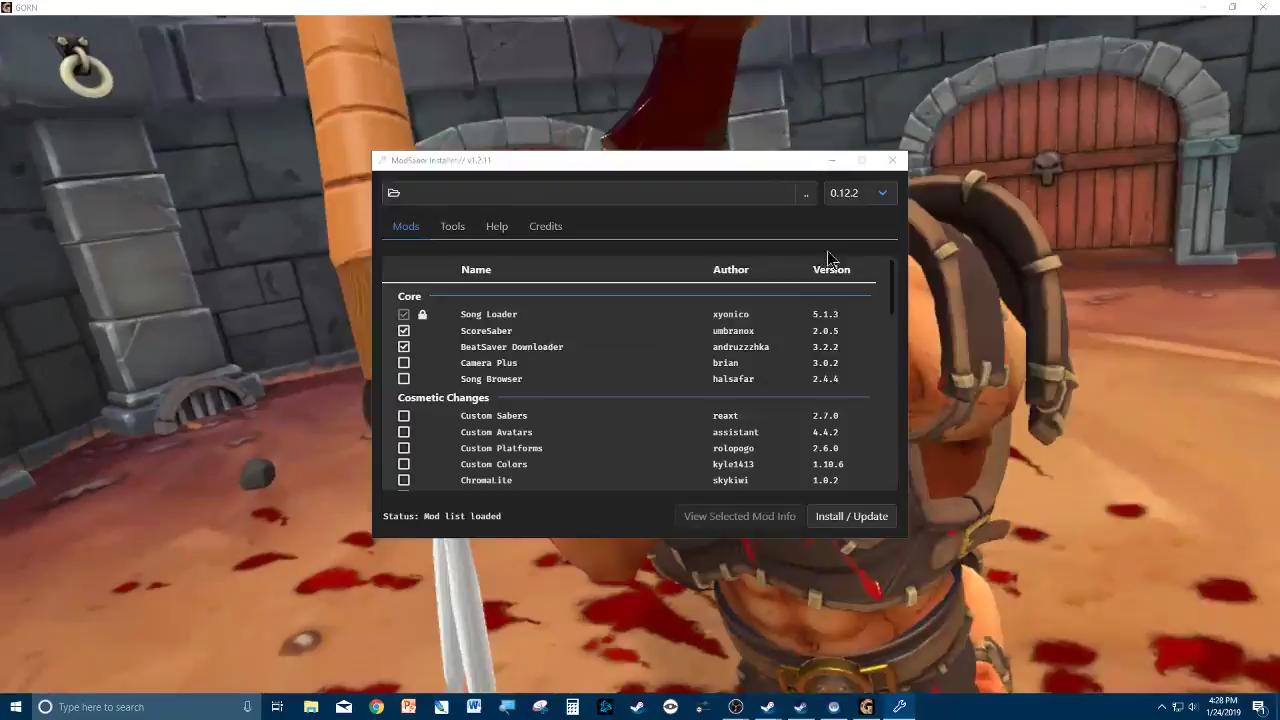 GORN
ModSaber Installer// v1.2.11
.. 0.12.2
Mods Tools Help Credits
Name Author Version
Core
Song Loader xyonico 5.1.3
ScoreSaber umbranox 2.0.5
BeatSaver Downloader andruzzzhka 3.2.2
Camera Plus brian 3.0.2
Song Browser halsafar 2.4.4
Cosmetic Changes
Custom Sabers reaxt 2.7.0
Custom Avatars assistant 4.4.2
Custom Platforms rolopogo 2.6.0
Custom Colors kyle1413 1.10.6
ChromaLite skykiwi 1.0.2
Status: Mod list loaded View Selected Mod Info Install / Update
Type here to search
4:28 PM
1/24/2019